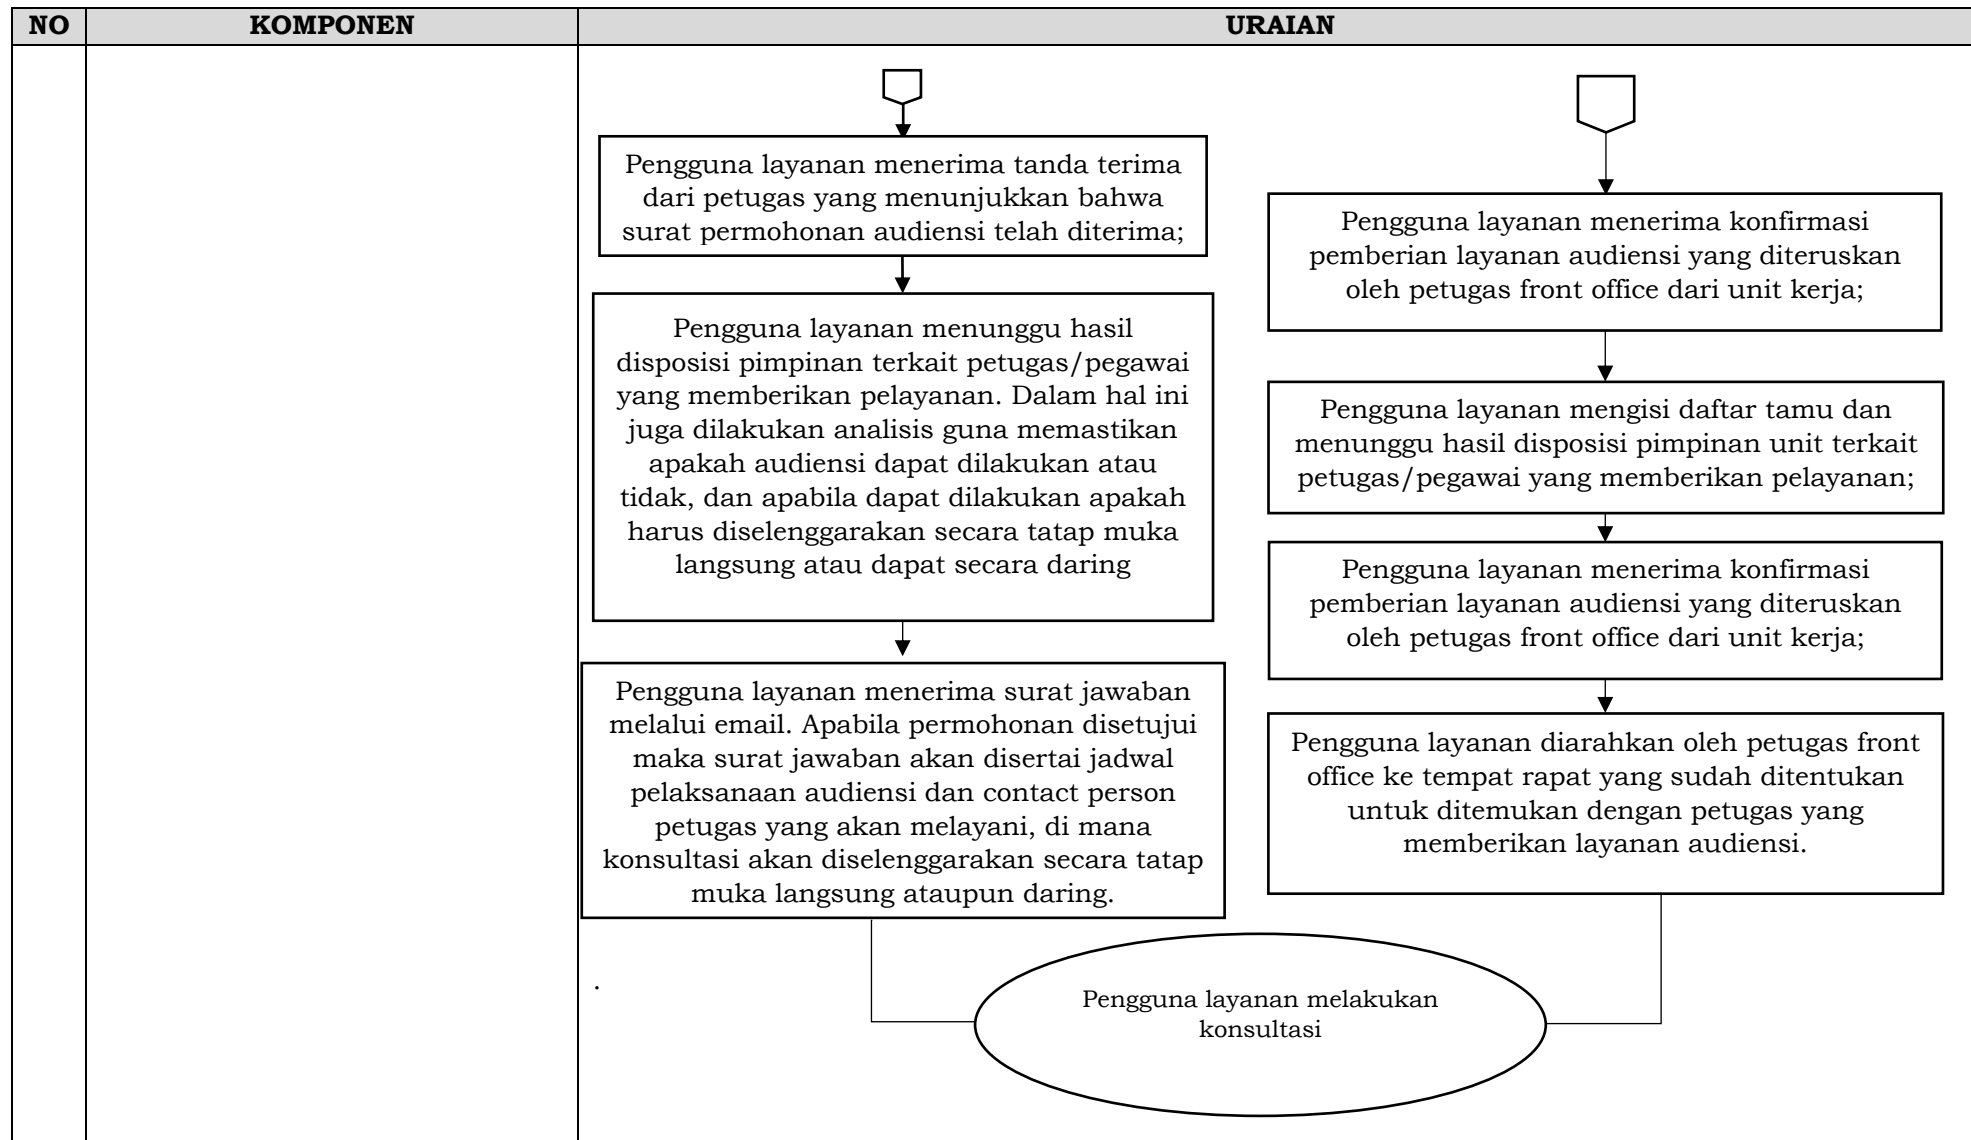 NO KOMPONEN URAIAN
Pengguna layanan menerima tanda terima
dari petugas yang menunjukkan bahwa
surat permohonan audiensi telah diterima;
Pengguna layanan menunggu hasil
disposisi pimpinan terkait petugas/pegawai
yang memberikan pelayanan. Dalam hal ini
juga dilakukan analisis guna memastikan
apakah audiensi dapat dilakukan atau
tidak, dan apabila dapat dilakukan apakah
harus diselenggarakan secara tatap muka
langsung atau dapat secara daring
Pengguna layanan menerima surat jawaban
melalui email. Apabila permohonan disetujui
maka surat jawaban akan disertai jadwal
pelaksanaan audiensi dan contact person
petugas yang akan melayani, di mana
konsultasi akan diselenggarakan secara tatap
muka langsung ataupun daring.
.
Pengguna layanan menerima konfirmasi
pemberian layanan audiensi yang diteruskan
oleh petugas front office dari unit kerja;
Pengguna layanan mengisi daftar tamu dan
menunggu hasil disposisi pimpinan unit terkait
petugas/pegawai yang memberikan pelayanan;
Pengguna layanan menerima konfirmasi
pemberian layanan audiensi yang diteruskan
oleh petugas front office dari unit kerja;
Pengguna layanan diarahkan oleh petugas front
office ke tempat rapat yang sudah ditentukan
untuk ditemukan dengan petugas yang
memberikan layanan audiensi.
Pengguna layanan melakukan
konsultasi